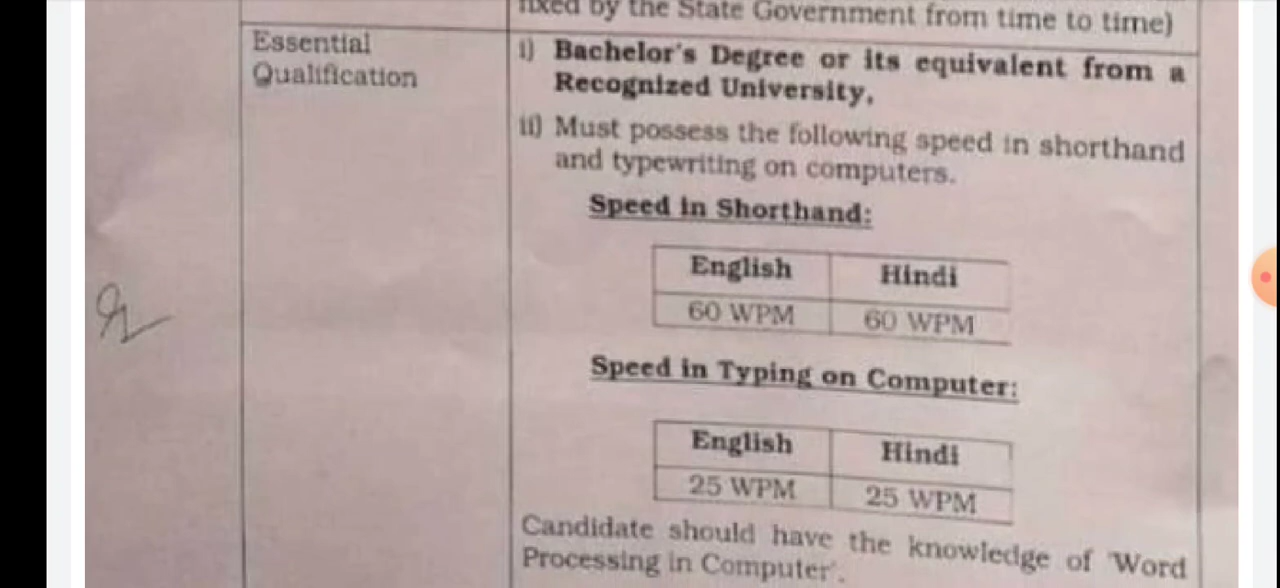 fixed by the State Government from time to time)
Essential
Qualification
i) Bachelor's Degree or its equivalent from a
Recognized University,
ii) Must possess the following speed in shorthand
and typewriting on computers.
Speed in Shorthand:
English Hindi
60 WPM 60 WPM
Speed in Typing on Computer:
English Hindi
25 WPM 25 WPM
Candidate should have the knowledge of 'Word
Processing in Computer'.